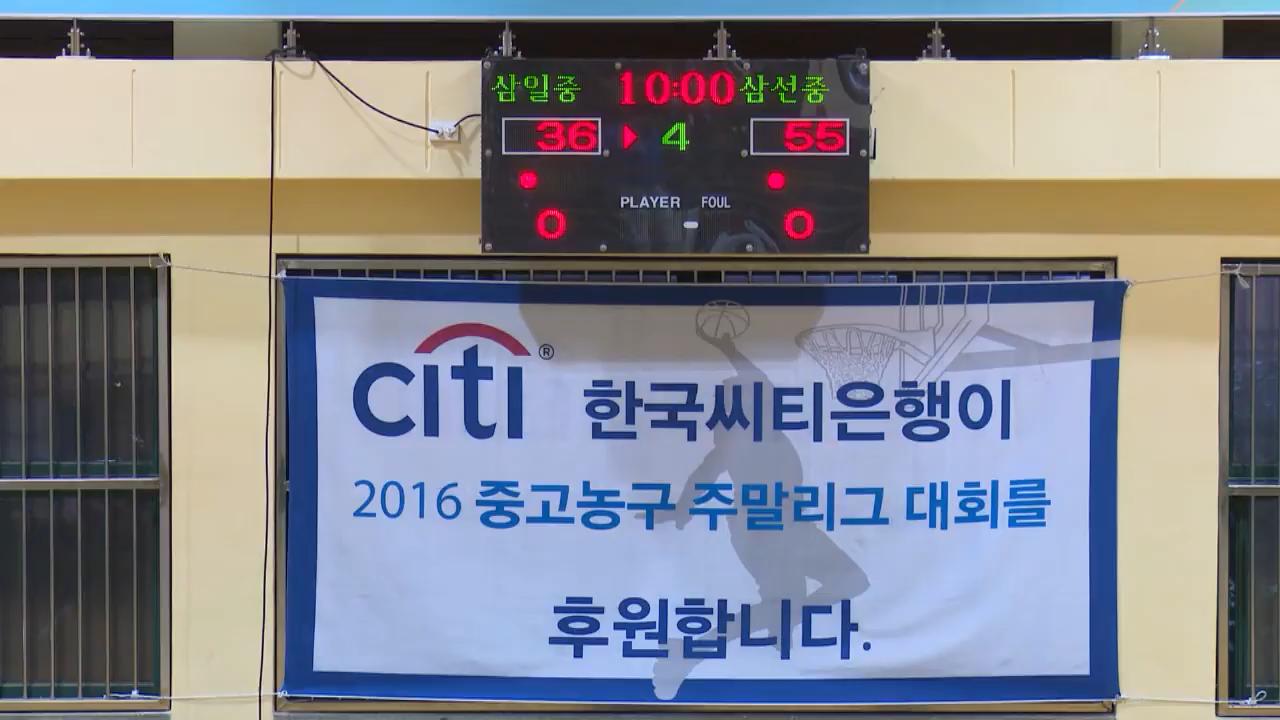 삼일중 10:00 삼선중
36 4 55
PLAYER FOUL
0 0
citi® 한국씨티은행이
2016 중고농구 주말리그 대회를
후원합니다.